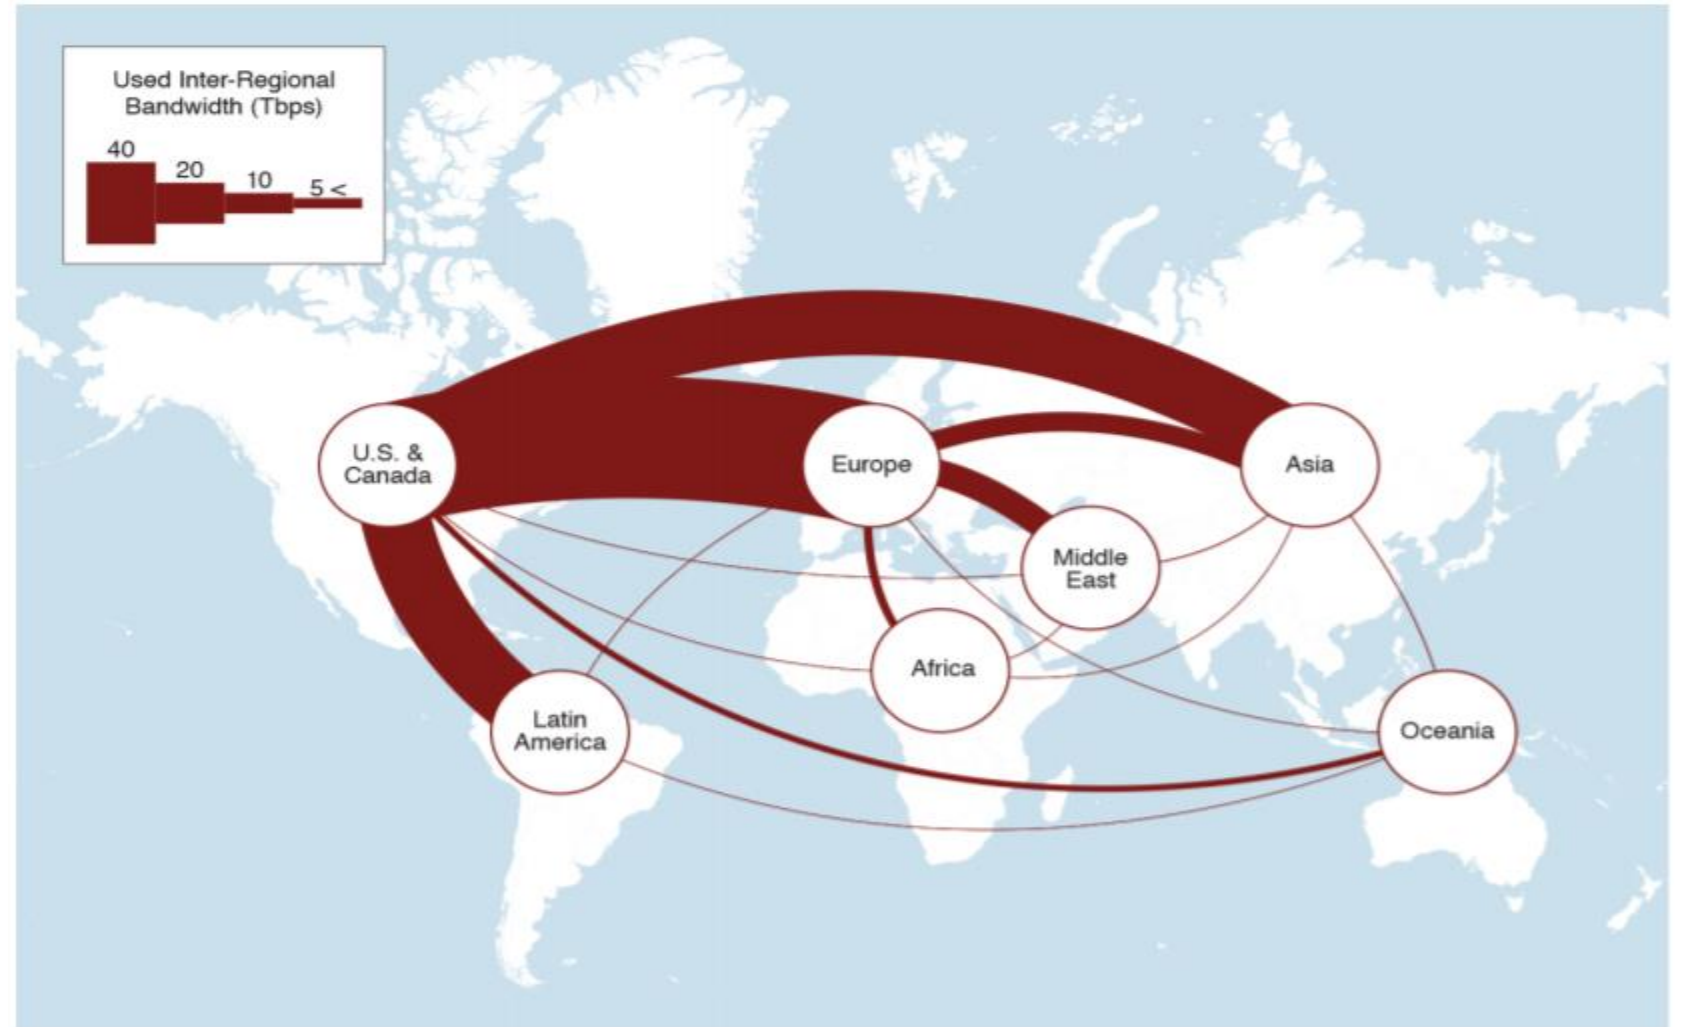 Used Inter-Regional
Bandwidth (Tbps)
40
20
10
5 <
U.S. &
Canada
Europe
Asia
Middle
East
Africa
Latin
America
Oceania